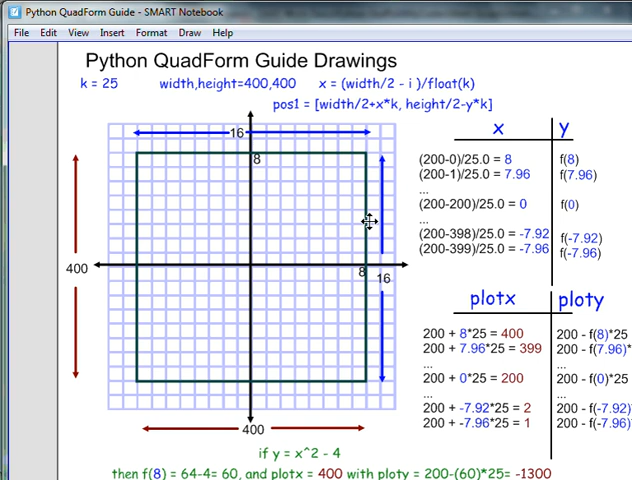 Python QuadForm Guide - SMART Notebook
File Edit View Insert Format Draw Help
Python QuadForm Guide Drawings
k = 25 width,height=400,400 x = (width/2 - i )/float(k)
pos1 = [width/2+x*k, height/2-y*k]
x y
16
8
(200-0)/25.0 = 8 f(8)
(200-1)/25.0 = 7.96 f(7.96)
...
(200-200)/25.0 = 0 f(0)
...
(200-398)/25.0 = -7.92 f(-7.92)
(200-399)/25.0 = -7.96 f(-7.96)
400 8 16
plotx ploty
200 + 8*25 = 400 200 - f(8)*25
200 + 7.96*25 = 399 200 - f(7.96)*
...
200 + 0*25 = 200 200 - f(0)*25
...
200 + -7.92*25 = 2 200 - f(-7.92)
200 + -7.96*25 = 1 200 - f(-7.96)
400
if y = x^2 - 4
then f(8) = 64-4= 60, and plotx = 400 with ploty = 200-(60)*25= -1300